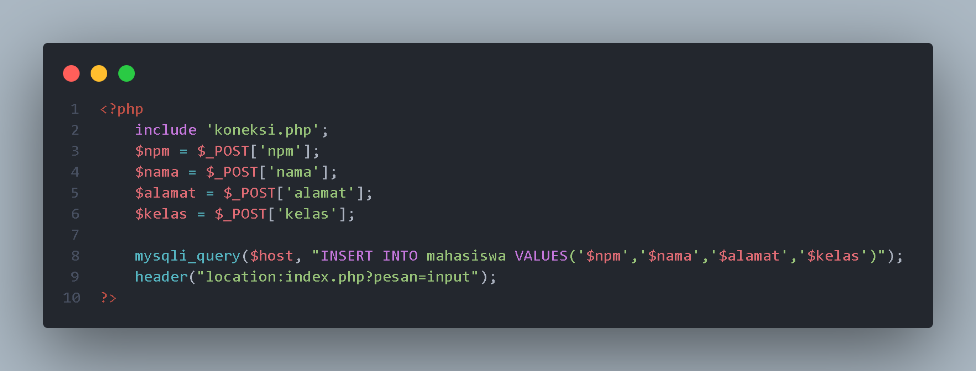 1 <?php
2     include 'koneksi.php';
3     $npm = $_POST['npm'];
4     $nama = $_POST['nama'];
5     $alamat = $_POST['alamat'];
6     $kelas = $_POST['kelas'];
7
8     mysqli_query($host, "INSERT INTO mahasiswa VALUES('$npm','$nama','$alamat','$kelas')");
9     header("location:index.php?pesan=input");
10 ?>